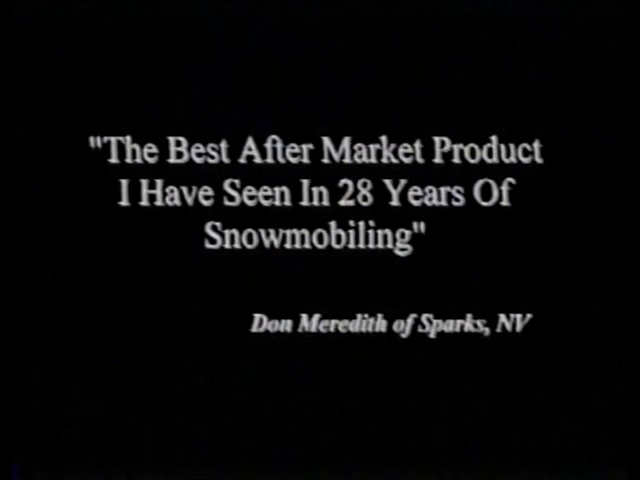 "The Best After Market Product
I Have Seen In 28 Years Of
Snowmobiling"
Don Meredith of Sparks, NV